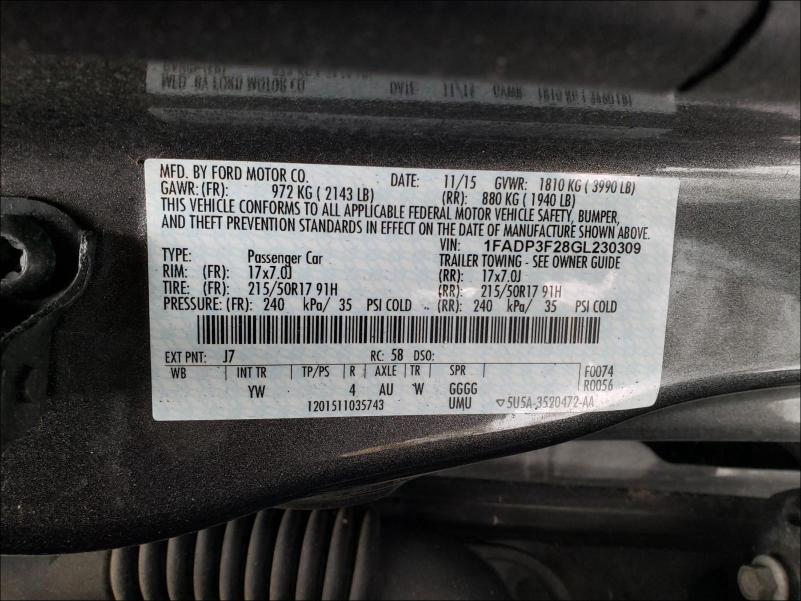 MFD. BY FORD MOTOR CO. DATE: 11/15 GVWR: 1810 KG ( 3990 LB)
GAWR: (FR): 972 KG ( 2143 LB) (RR): 880 KG ( 1940 LB)
THIS VEHICLE CONFORMS TO ALL APPLICABLE FEDERAL MOTOR VEHICLE SAFETY, BUMPER,
AND THEFT PREVENTION STANDARDS IN EFFECT ON THE DATE OF MANUFACTURE SHOWN ABOVE.
VIN: 1FADP3F28GL230309
TYPE: Passenger Car TRAILER TOWING - SEE OWNER GUIDE
RIM: (FR): 17x7.0J (RR): 17x7.0J
TIRE: (FR): 215/50R17 91H (RR): 215/50R17 91H
PRESSURE: (FR): 240 kPa/ 35 PSI COLD (RR): 240 kPa/ 35 PSI COLD
EXT PNT: J7 RC: 58 DSO:
WB INT TR TP/PS R AXLE TR SPR F0074
YW 4 AU W GGGG R0056
1201511035743 UMU ▽5U5A-3520472-AA